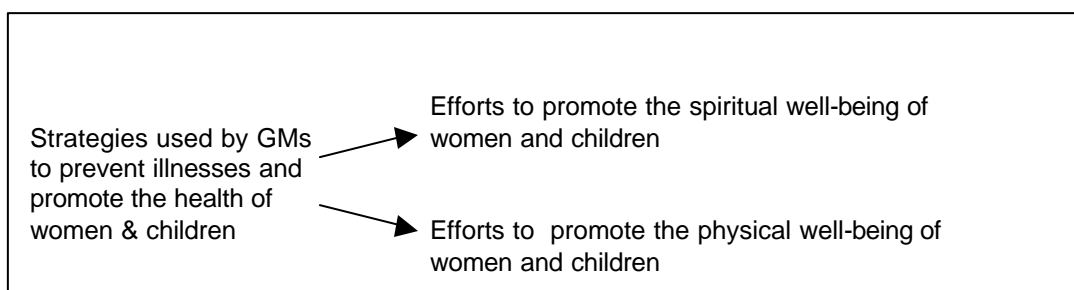 Strategies used by GMs
to prevent illnesses and
promote the health of
women & children
Efforts to promote the spiritual well-being of
women and children
Efforts to promote the physical well-being of
women and children